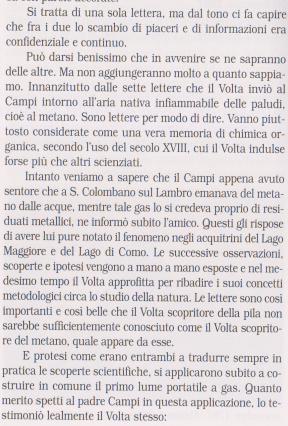 Si tratta di una sola lettera, ma dal tono ci fa capire
che fra i due lo scambio di piaceri e di informazioni era
confidenziale e continuo.
Può darsi benissimo che in avvenire se ne sapranno
delle altre. Ma non aggiungeranno molto a quanto sappia-
mo. Innanzitutto dalle sette lettere che il Volta inviò al
Campi intorno all'aria nativa infiammabile delle paludi,
cioè al metano. Sono lettere per modo di dire. Vanno piut-
tosto considerate come una vera memoria di chimica or-
ganica, secondo l'uso del secolo XVIII, cui il Volta indulse
forse più che altri scienziati.
Intanto veniamo a sapere che il Campi appena avuto
sentore che a S. Colombano sul Lambro emanava del meta-
no dalle acque, mentre tale gas lo si credeva proprio di resi-
duati metallici, ne informò subito l'amico. Questi gli rispose
di avere lui pure notato il fenomeno negli acquitrini del Lago
Maggiore e del Lago di Como. Le successive osservazioni,
scoperte e ipotesi vengono a mano a mano esposte e nel me-
desimo tempo il Volta approfitta per ribadire i suoi concetti
metodologici circa lo studio della natura. Le lettere sono così
importanti e così belle che il Volta scopritore della pila non
sarebbe sufficientemente conosciuto come il Volta scoprito-
re del metano, quale appare da esse.
E protesi come erano entrambi a tradurre sempre in
pratica le scoperte scientifiche, si applicarono subito a co-
struire in comune il primo lume portatile a gas. Quanto
merito spetti al padre Campi in questa applicazione, lo te-
stimoniò lealmente il Volta stesso: